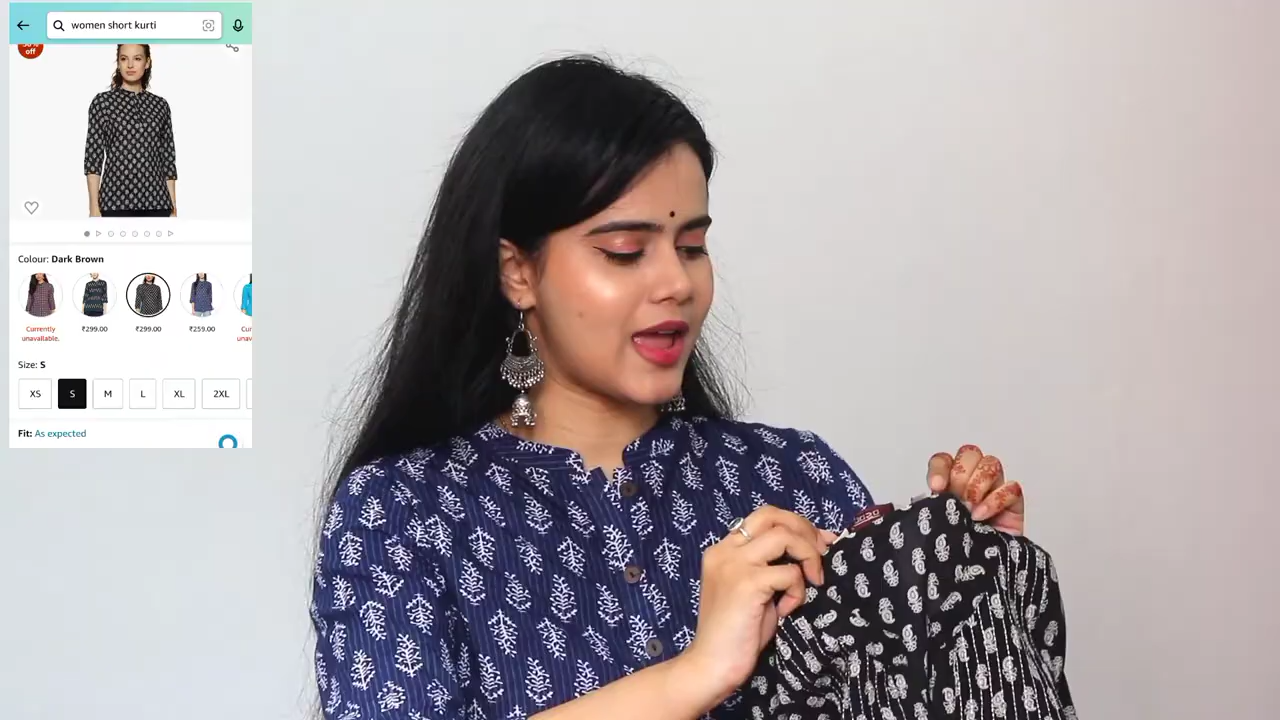 women short kurti
off
Colour: Dark Brown
Currently unavailable.
₹299.00
₹299.00
₹259.00
Size: S
XS
S
M
L
XL
2XL
Fit: As expected